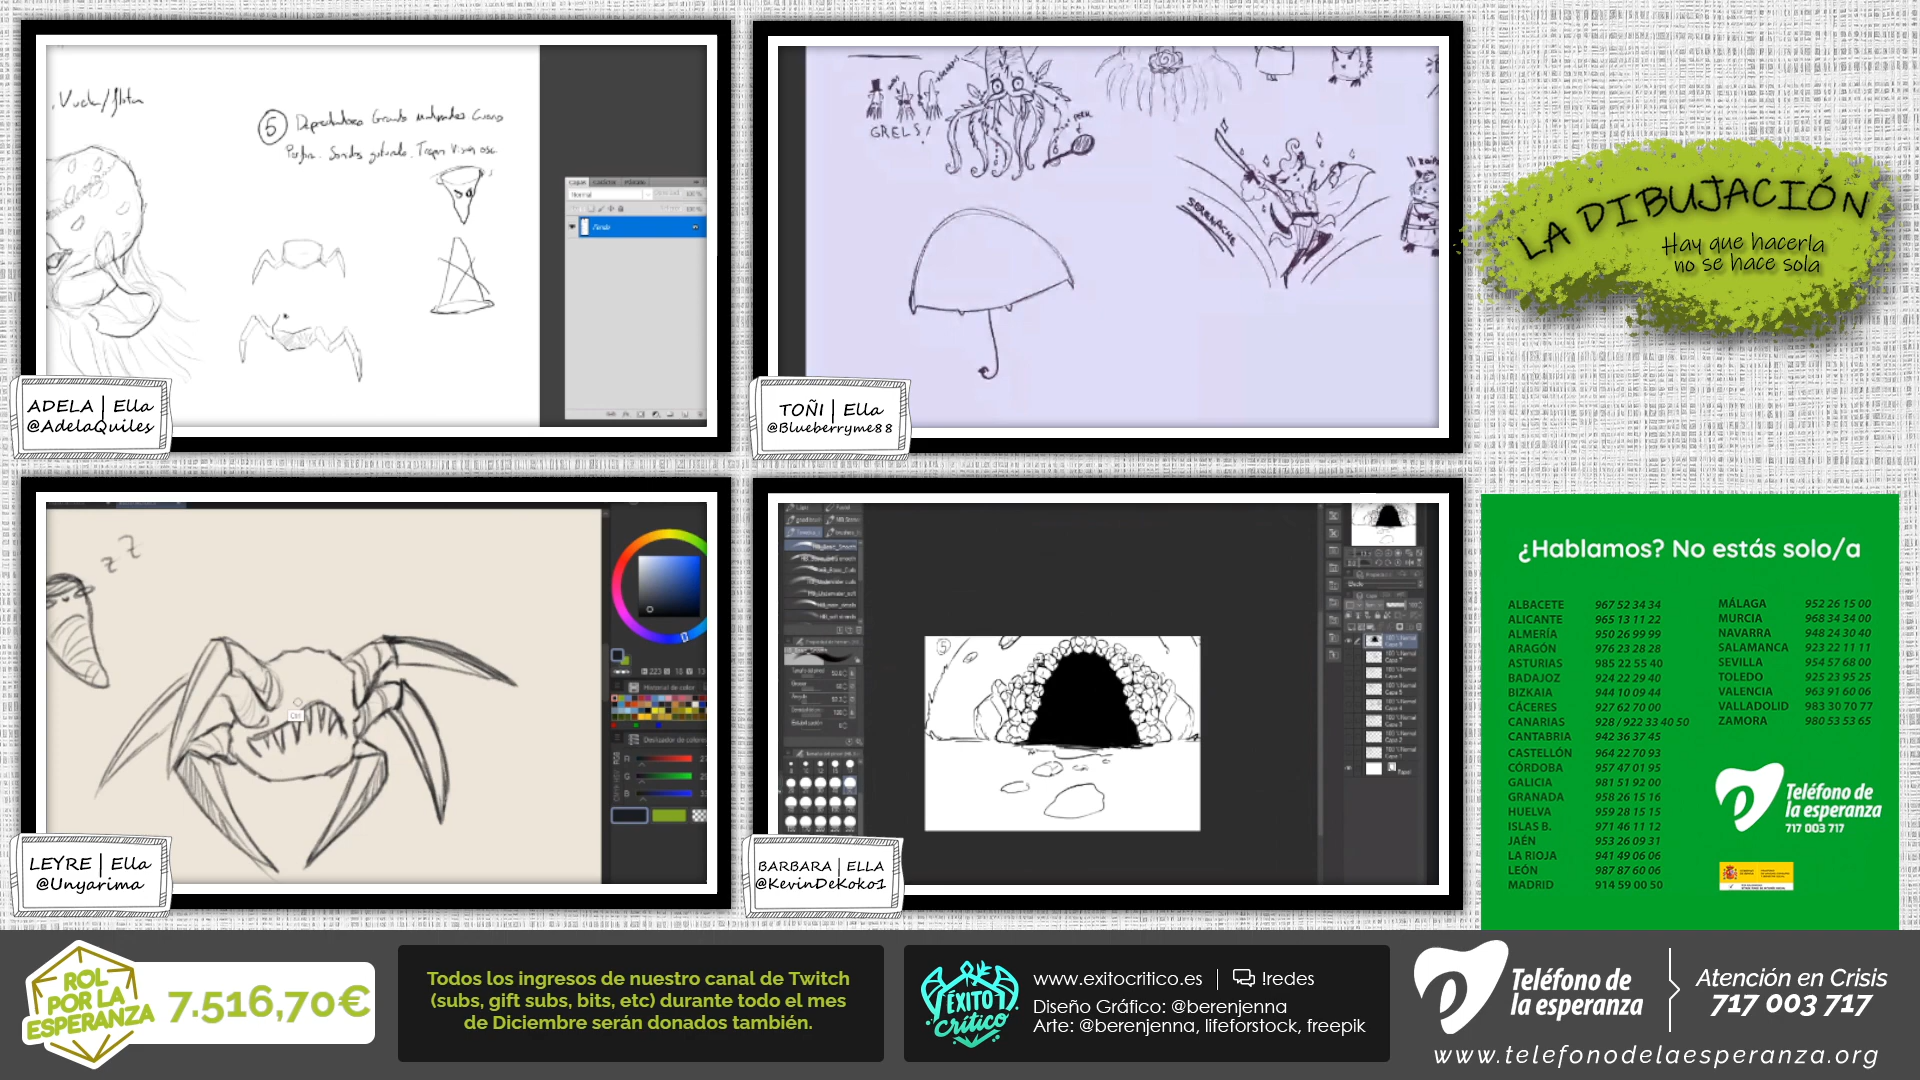 Vuela/flotan
5
Depredadores Grande
GRELS!
SERENACHE
LA DIBUJACIÓN
Hay que hacerla
no se hace sola
ADELA | Ella
@AdelaQuiles
TOÑI | Ella
@Blueberryme88
Z Z
LEYRE | Ella
@Unyarima
BARBARA | ELLA
@KevinDeKoko1
¿Hablamos? No estás solo/a
ALBACETE 967 52 34 34
ALICANTE 965 13 11 22
ALMERÍA 950 26 99 99
ARAGÓN 976 23 28 28
ASTURIAS 985 22 55 40
BADAJOZ 924 22 29 40
BIZKAIA 944 10 09 44
CÁCERES 927 62 70 00
CANARIAS 928 / 922 33 40 50
CANTABRIA 942 36 37 45
CASTELLÓN 964 22 70 93
CÓRDOBA 957 47 01 95
GALICIA 981 51 92 00
GRANADA 958 26 15 16
HUELVA 959 28 15 15
ISLAS B. 971 46 11 12
JAÉN 953 26 09 31
LA RIOJA 941 49 06 06
LEÓN 987 87 60 06
MADRID 914 59 00 50
MÁLAGA 952 26 15 00
MURCIA 968 34 34 00
NAVARRA 948 24 30 40
SALAMANCA 923 22 11 11
SEVILLA 954 57 68 00
TOLEDO 925 23 95 25
VALENCIA 963 91 60 06
VALLADOLID 983 30 70 77
ZAMORA 980 53 53 65
Teléfono de
la esperanza
717 003 717
ROL
POR LA
ESPERANZA
7.516,70€
Todos los ingresos de nuestro canal de Twitch
(subs, gift subs, bits, etc) durante todo el mes
de Diciembre serán donados también.
ÉXITO
Crítico
www.exitocritico.es | !redes
Diseño Gráfico: @berenjenna
Arte: @berenjenna, lifeforstock, freepik
Teléfono de
la esperanza
Atención en Crisis
717 003 717
www.telefonodelaesperanza.org